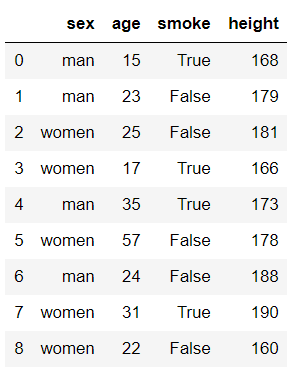 sex age smoke height
0 man 15 True 168
1 man 23 False 179
2 women 25 False 181
3 women 17 True 166
4 man 35 True 173
5 women 57 False 178
6 man 24 False 188
7 women 31 True 190
8 women 22 False 160